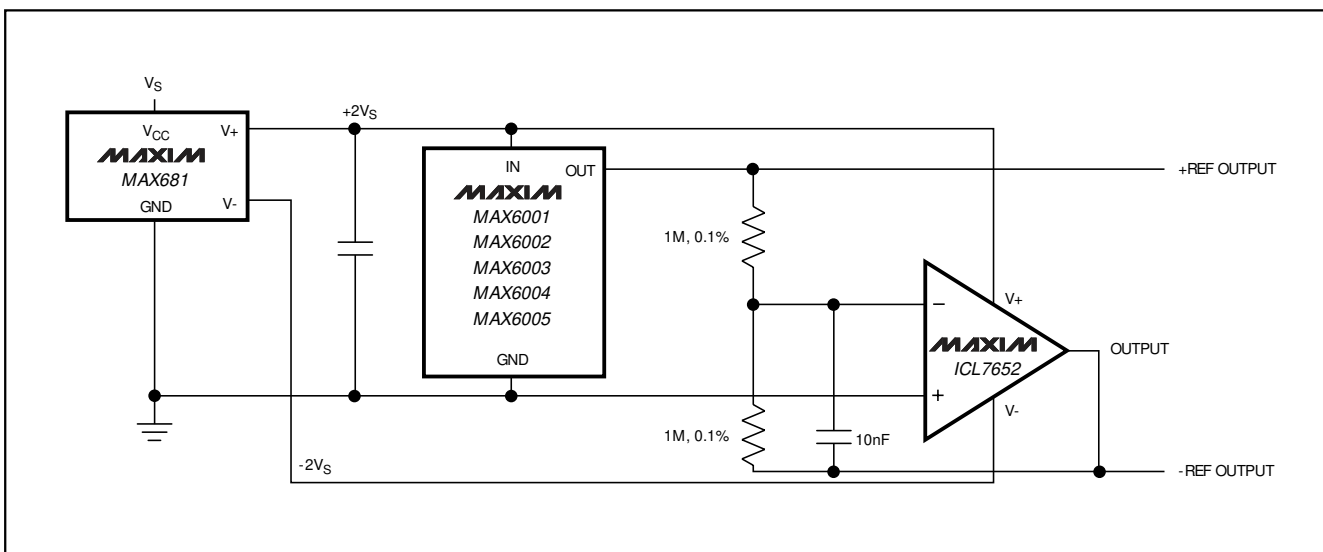 V_S
V_CC
V+
MAXIM
MAX681
GND
V-
+2V_S
-2V_S
IN
OUT
MAXIM
MAX6001
MAX6002
MAX6003
MAX6004
MAX6005
GND
1M, 0.1%
1M, 0.1%
10nF
−
+
V+
MAXIM
ICL7652
V-
OUTPUT
+REF OUTPUT
-REF OUTPUT